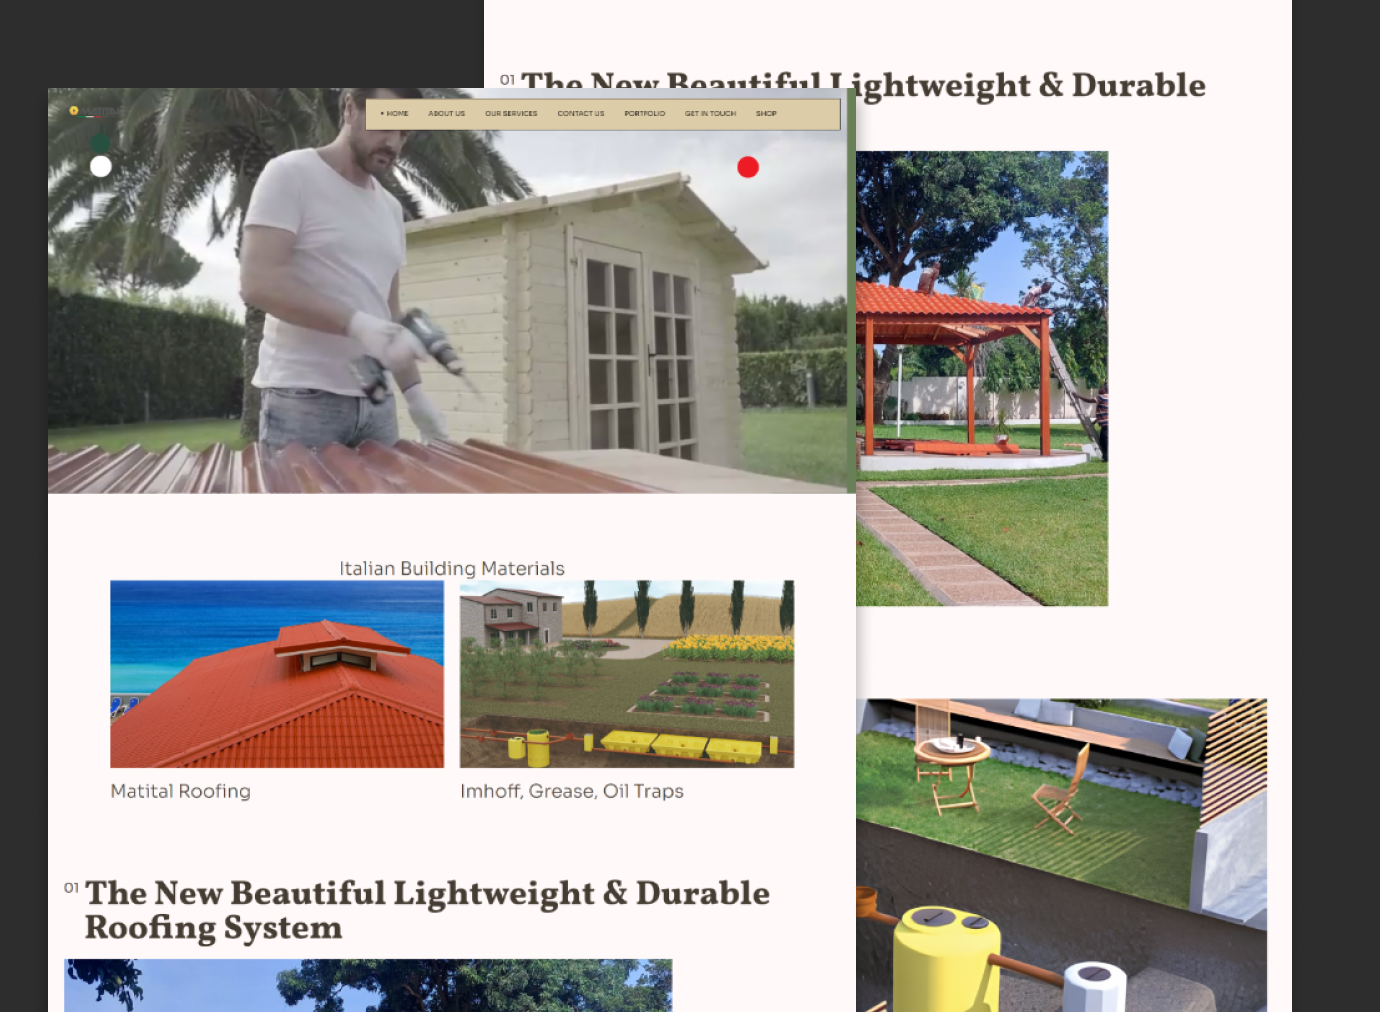 01 The New Beautiful Lightweight & Durable
HOME ABOUT US OUR SERVICES CONTACT US PORTFOLIO GET IN TOUCH SHOP
Italian Building Materials
Matital Roofing
Imhoff, Grease, Oil Traps
01 The New Beautiful Lightweight & Durable
Roofing System